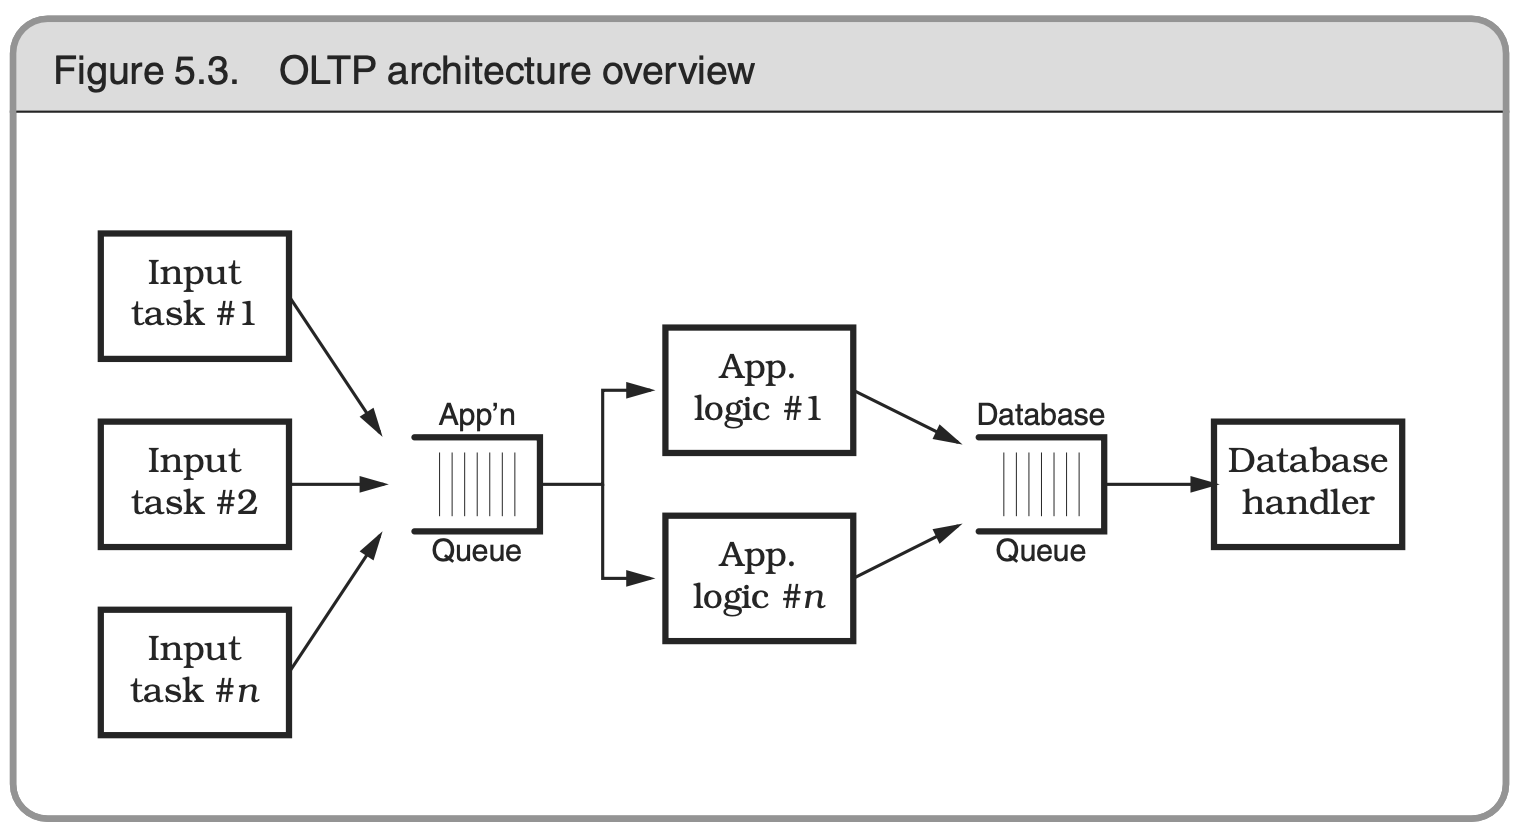 Figure 5.3. OLTP architecture overview
Input
task #1
Input
task #2
Input
task #n
App’n
Queue
App.
logic #1
App.
logic #n
Database
Queue
Database
handler